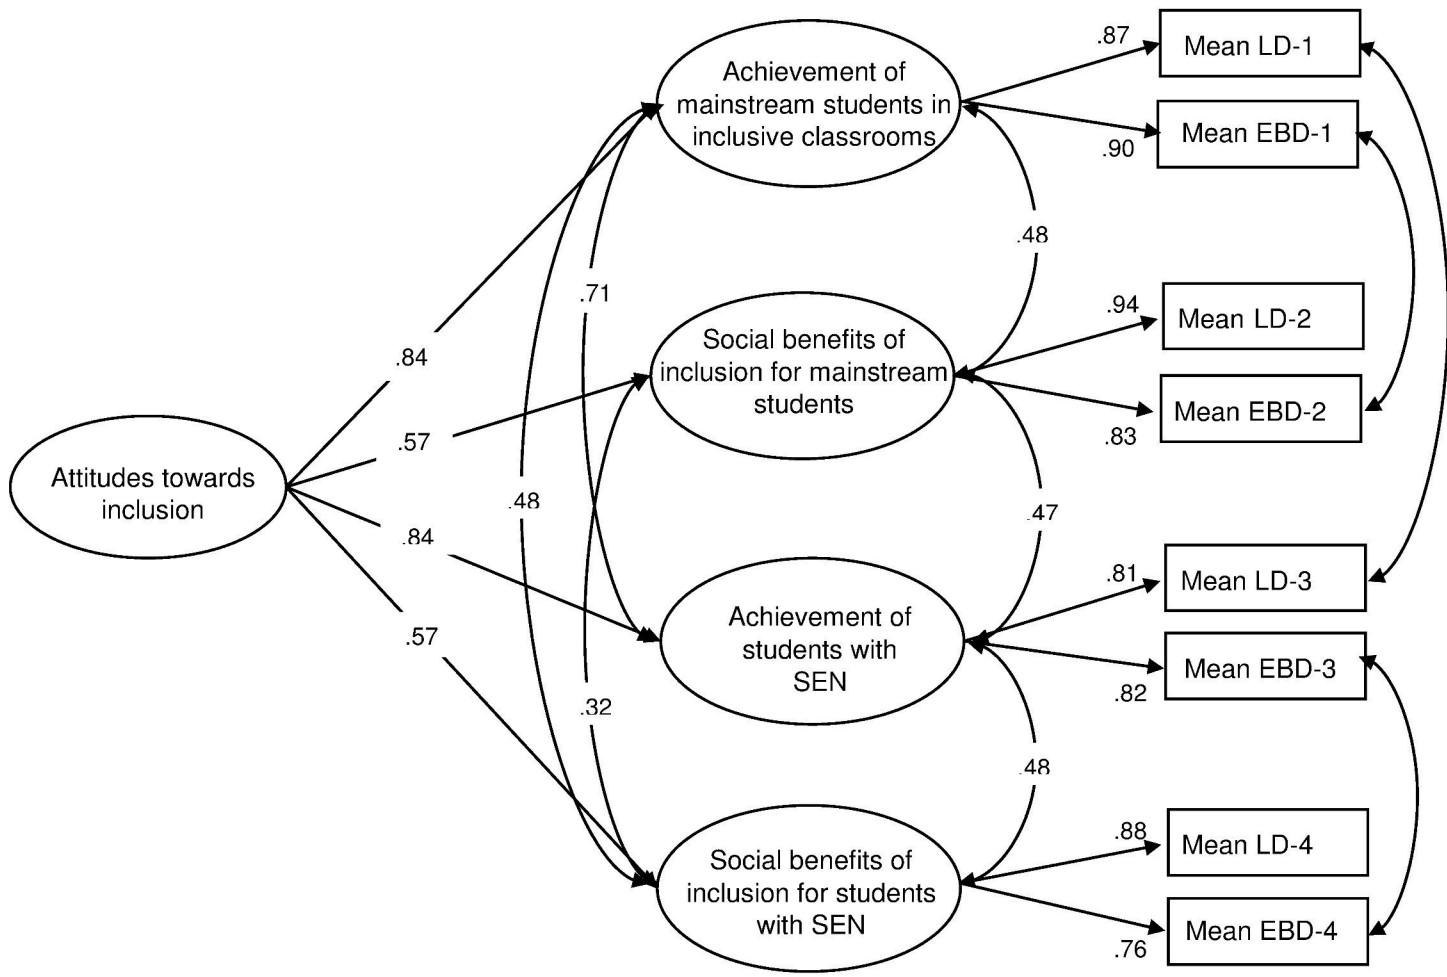 Achievement of
mainstream students in
inclusive classrooms
.87
Mean LD-1
.90
Mean EBD-1
.48
.71
.84
Social benefits of
inclusion for mainstream
students
.94
Mean LD-2
.83
Mean EBD-2
.57
Attitudes towards
inclusion
.48
.47
.84
Achievement of
students with
SEN
.81
Mean LD-3
.82
Mean EBD-3
.57
.32
.48
Social benefits of
inclusion for students
with SEN
.88
Mean LD-4
.76
Mean EBD-4